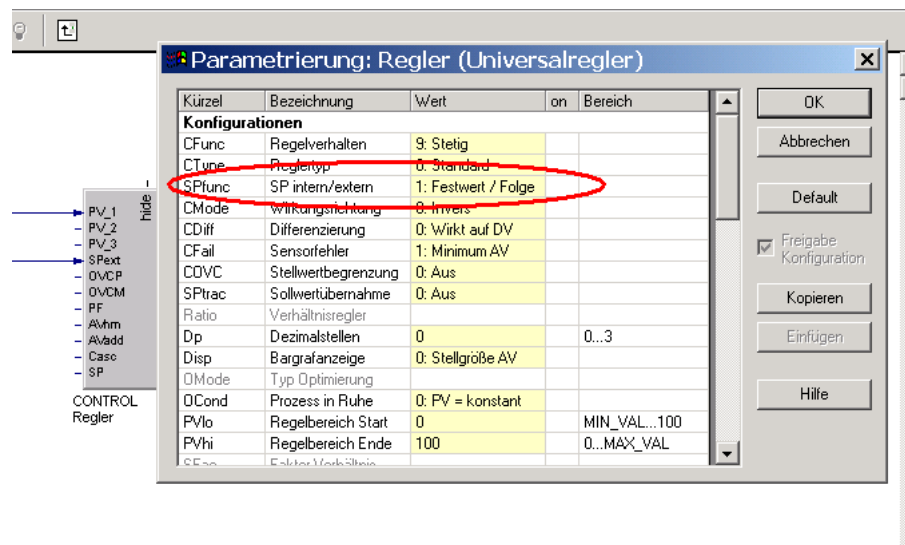 Parametrierung: Regler (Universalregler)
Kürzel Bezeichnung Wert on Bereich
Konfigurationen
CFunc Regelverhalten 9: Stetig
CType Reglertyp 0: Standard
SPfunc SP intern/extern 1: Festwert / Folge
CMode Wirkungsrichtung 0: Invers
CDiff Differenzierung 0: Wirkt auf DV
CFail Sensorfehler 1: Minimum AV
COVC Stellwertbegrenzung 0: Aus
SPtrac Sollwertübernahme 0: Aus
Ratio Verhältnisregler
Dp Dezimalstellen 0 0...3
Disp Bargrafanzeige 0: Stellgröße AV
OMode Typ Optimierung
OCond Prozess in Ruhe 0: PV = konstant
PVlo Regelbereich Start 0 MIN_VAL...100
PVhi Regelbereich Ende 100 0...MAX_VAL
OK
Abbrechen
Default
Freigabe
Konfiguration
Kopieren
Einfügen
Hilfe
hide
PV_1
PV_2
PV_3
SPext
OVCP
OVCM
PF
AVhm
AVadd
Casc
SP
CONTROL
Regler